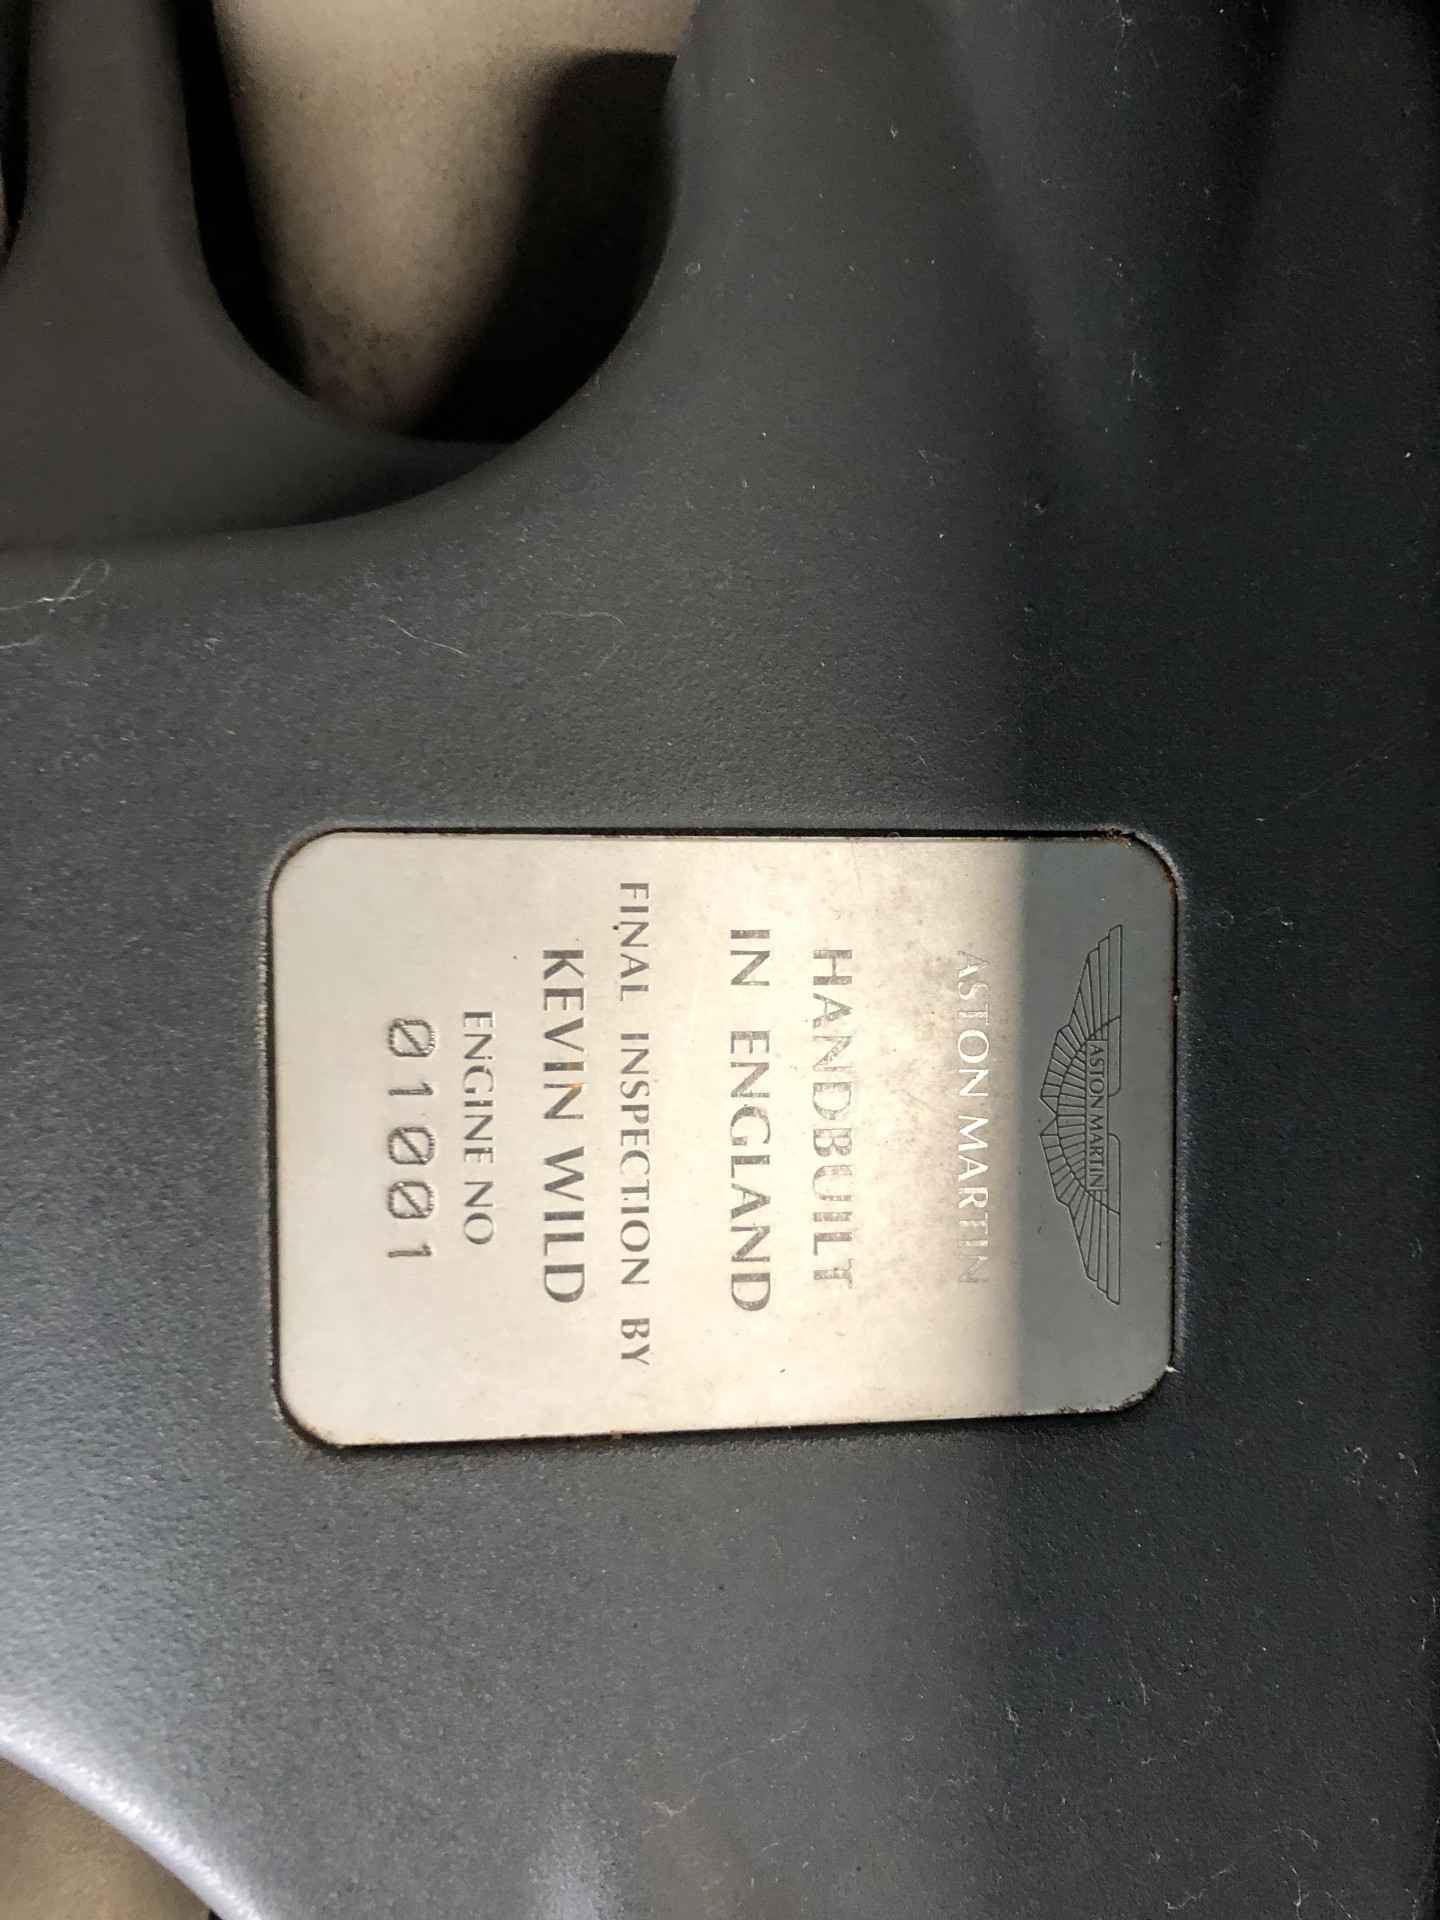 ASTON MARTIN
ASTON MARTIN
HANDBUILT
IN ENGLAND
FINAL INSPECTION BY
KEVIN WILD
ENGINE NO
01001